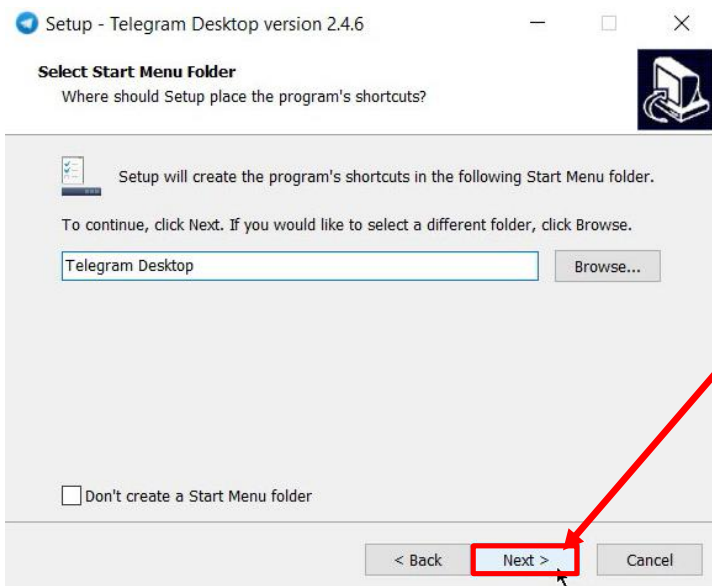 Setup - Telegram Desktop version 2.4.6
Select Start Menu Folder
Where should Setup place the program's shortcuts?
Setup will create the program's shortcuts in the following Start Menu folder.
To continue, click Next. If you would like to select a different folder, click Browse.
Telegram Desktop
Browse...
Don't create a Start Menu folder
< Back
Next >
Cancel